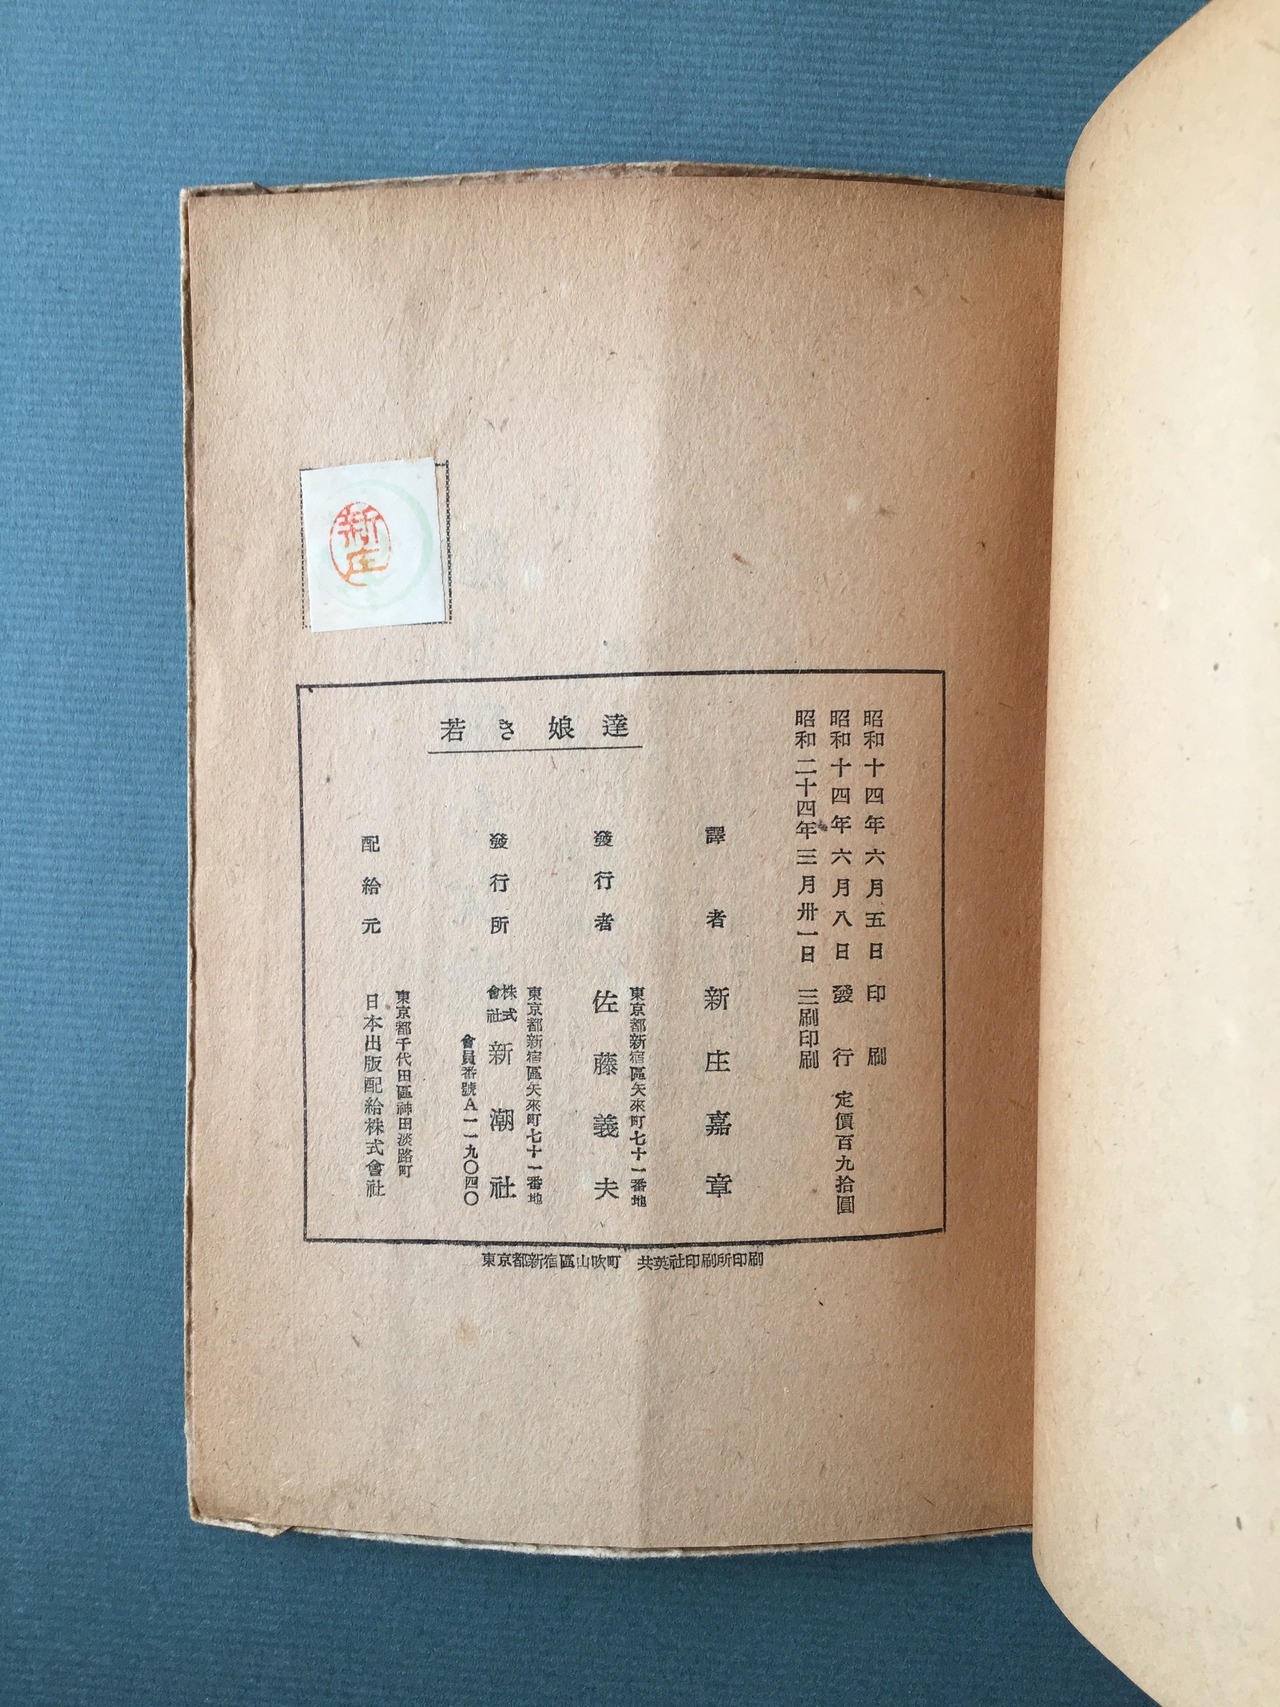 新庄
昭和十四年六月五日 印刷
昭和十四年六月八日 發行 定價百九拾圓
昭和二十四年三月卅一日 三刷印刷
若き娘達
譯者 新庄嘉章
東京都新宿區矢來町七十一番地
發行者 佐藤義夫
東京都新宿區矢來町七十一番地
發行所 株式會社 新潮社
會員番號A一一九〇四〇
東京都千代田區神田淡路町
配給元 日本出版配給株式會社
東京都新宿區山吹町 共英社印刷所印刷